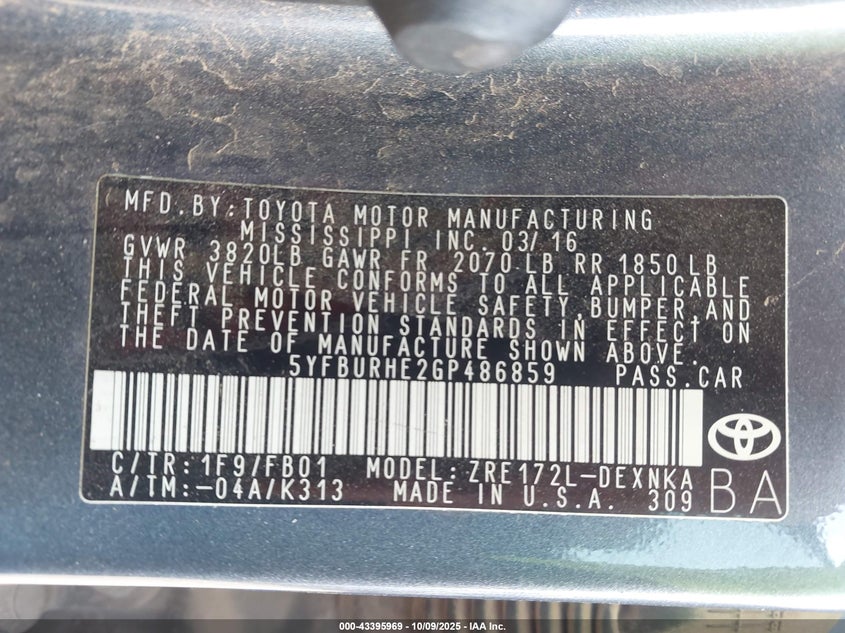 MFD.BY:TOYOTA MOTOR MANUFACTURING
MISSISSIPPI INC. 03/16
GVWR 3820LB GAWR FR 2070LB RR 1850LB
THIS VEHICLE CONFORMS TO ALL APPLICABLE
FEDERAL MOTOR VEHICLE SAFETY,BUMPER,AND
THEFT PREVENTION STANDARDS IN EFFECT ON
THE DATE OF MANUFACTURE SHOWN ABOVE.
5YFBURHE2GP486859 PASS.CAR
C/TR:1F9/FB01 MODEL:ZRE172L-DEXNKA
A/TM:-04A/K313 MADE IN U.S.A. 309
BA
000-43395969 | 10/09/2025 - © 2025 - IAA Inc.